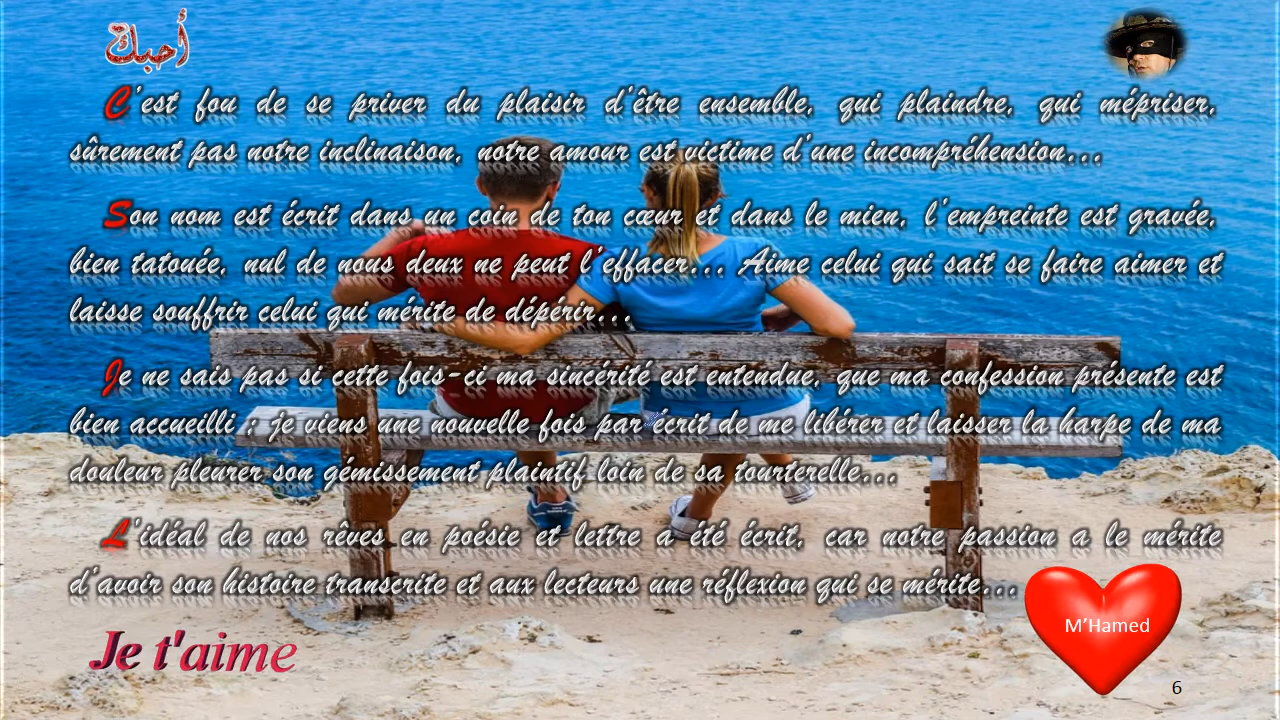 أحبك
C'est fou de se priver du plaisir d'être ensemble, qui plaindre, qui mépriser,
sûrement pas notre inclinaison, notre amour est victime d'une incompréhension...
Son nom est écrit dans un coin de ton cœur et dans le mien, l'empreinte est gravée,
bien tatouée, nul de nous deux ne peut l'effacer... Aime celui qui sait se faire aimer et
laisse souffrir celui qui mérite de dépérir...
Je ne sais pas si cette fois-ci ma sincérité est entendue, que ma confession présente est
bien accueilli ; je viens une nouvelle fois par écrit de me libérer et laisser la harpe de ma
douleur pleurer son gémissement plaintif loin de sa tourterelle...
L'idéal de nos rêves en poésie et lettre a été écrit, car notre passion a le mérite
d'avoir son histoire transcrite et aux lecteurs une réflexion qui se mérite...
M'Hamed
Je t'aime
6